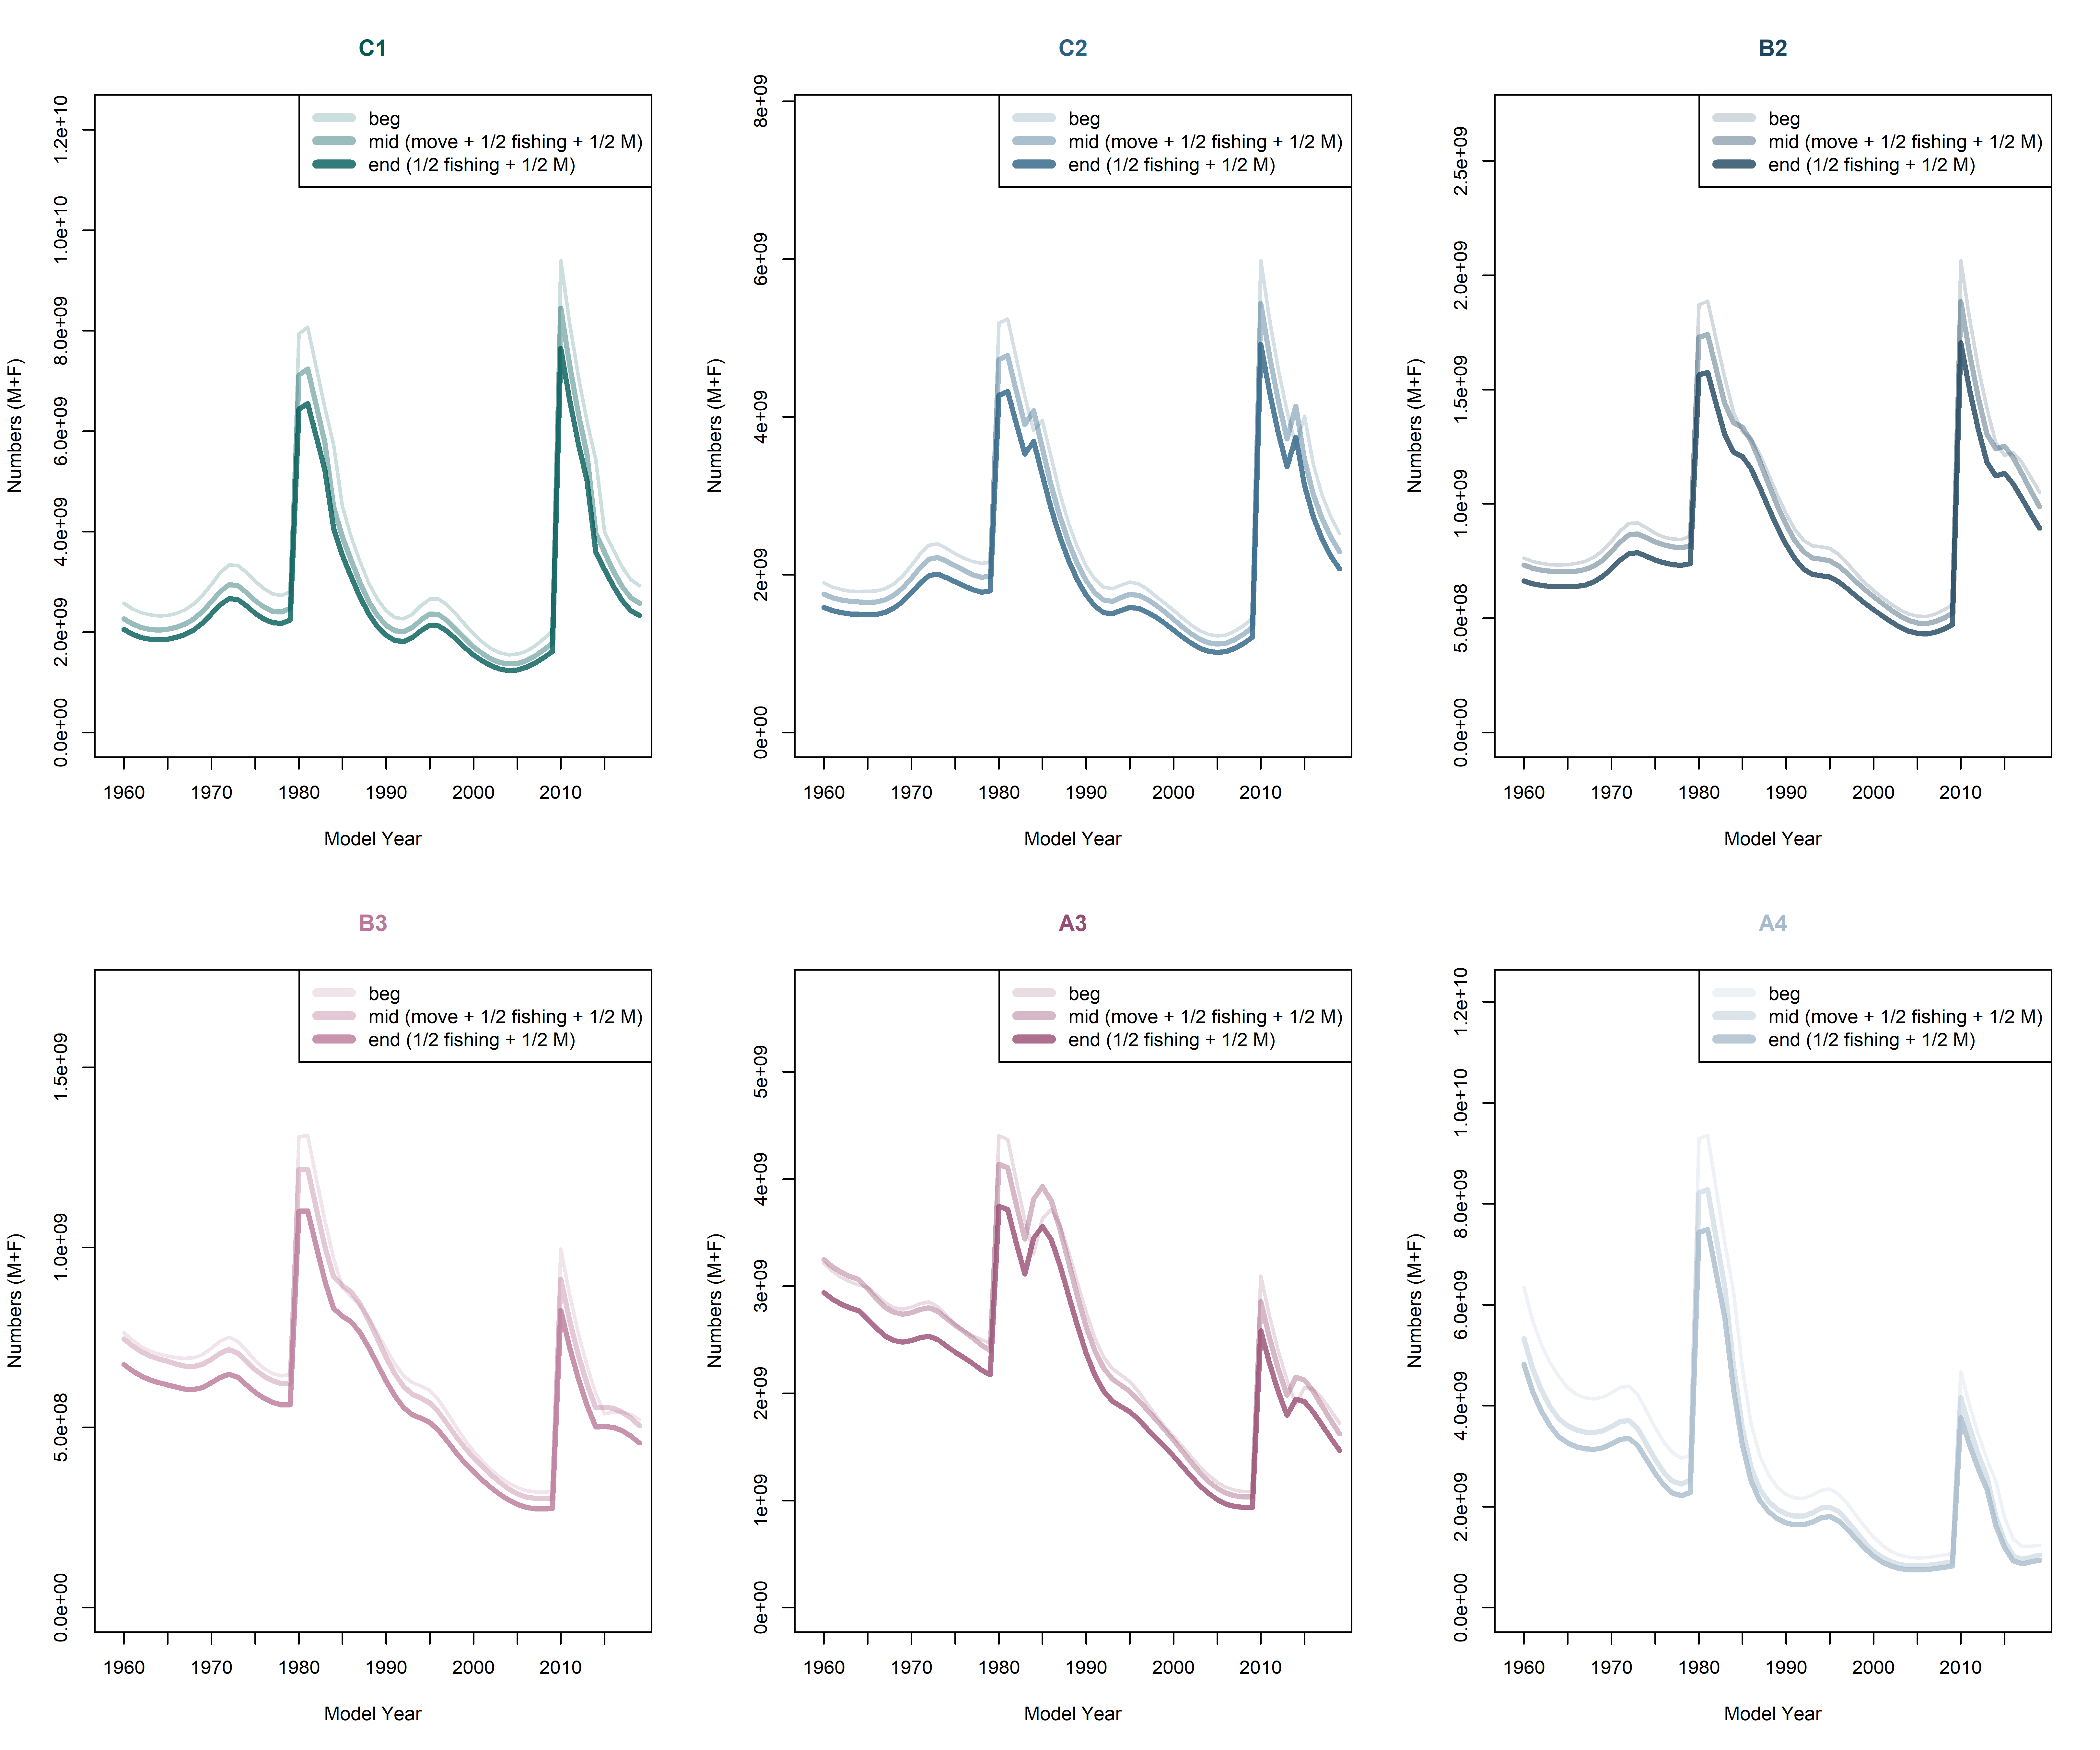 C1
beg
mid (move + 1/2 fishing + 1/2 M)
end (1/2 fishing + 1/2 M)
Numbers (M+F)
0.0e+00 2.0e+09 4.0e+09 6.0e+09 8.0e+09 1.0e+10 1.2e+10
1960 1970 1980 1990 2000 2010
Model Year
C2
beg
mid (move + 1/2 fishing + 1/2 M)
end (1/2 fishing + 1/2 M)
Numbers (M+F)
0e+00 2e+09 4e+09 6e+09 8e+09
1960 1970 1980 1990 2000 2010
Model Year
B2
beg
mid (move + 1/2 fishing + 1/2 M)
end (1/2 fishing + 1/2 M)
Numbers (M+F)
0.0e+00 5.0e+08 1.0e+09 1.5e+09 2.0e+09 2.5e+09
1960 1970 1980 1990 2000 2010
Model Year
B3
beg
mid (move + 1/2 fishing + 1/2 M)
end (1/2 fishing + 1/2 M)
Numbers (M+F)
0.0e+00 5.0e+08 1.0e+09 1.5e+09
1960 1970 1980 1990 2000 2010
Model Year
A3
beg
mid (move + 1/2 fishing + 1/2 M)
end (1/2 fishing + 1/2 M)
Numbers (M+F)
0e+00 1e+09 2e+09 3e+09 4e+09 5e+09
1960 1970 1980 1990 2000 2010
Model Year
A4
beg
mid (move + 1/2 fishing + 1/2 M)
end (1/2 fishing + 1/2 M)
Numbers (M+F)
0.0e+00 2.0e+09 4.0e+09 6.0e+09 8.0e+09 1.0e+10 1.2e+10
1960 1970 1980 1990 2000 2010
Model Year